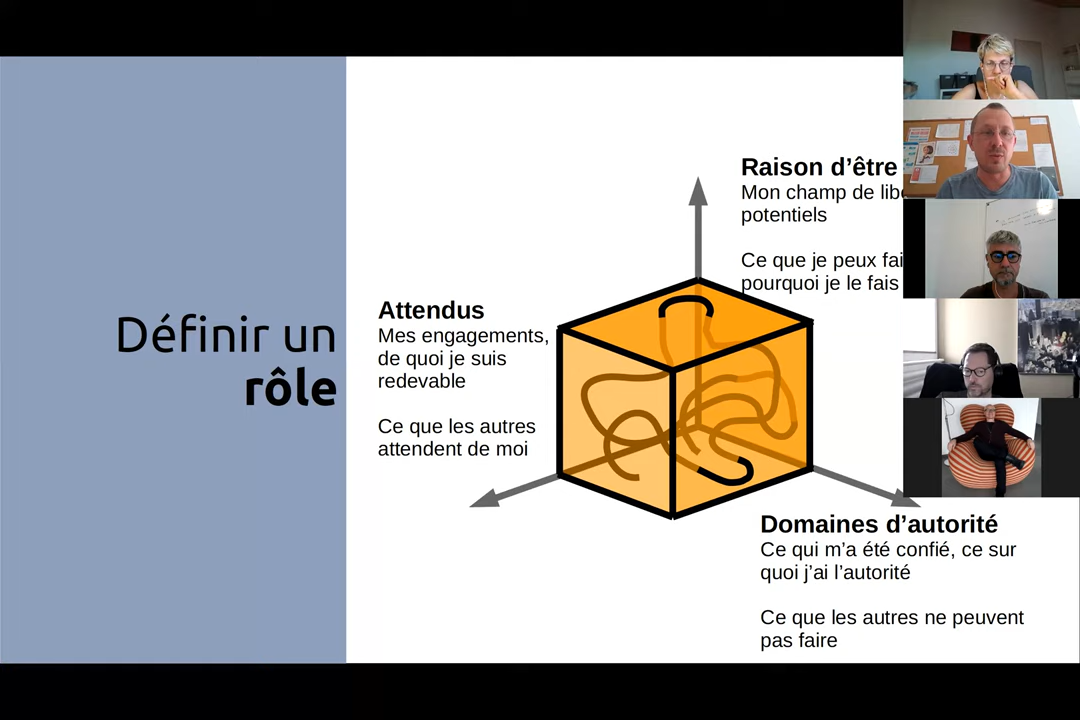 Définir un
rôle
Raison d’être
Mon champ de
potentiels
Ce que je peux
pourquoi je le fais
Attendus
Mes engagements,
de quoi je suis
redevable
Ce que les autres
attendent de moi
Domaines d’autorité
Ce qui m’a été confié, ce sur
quoi j’ai l’autorité
Ce que les autres ne peuvent
pas faire